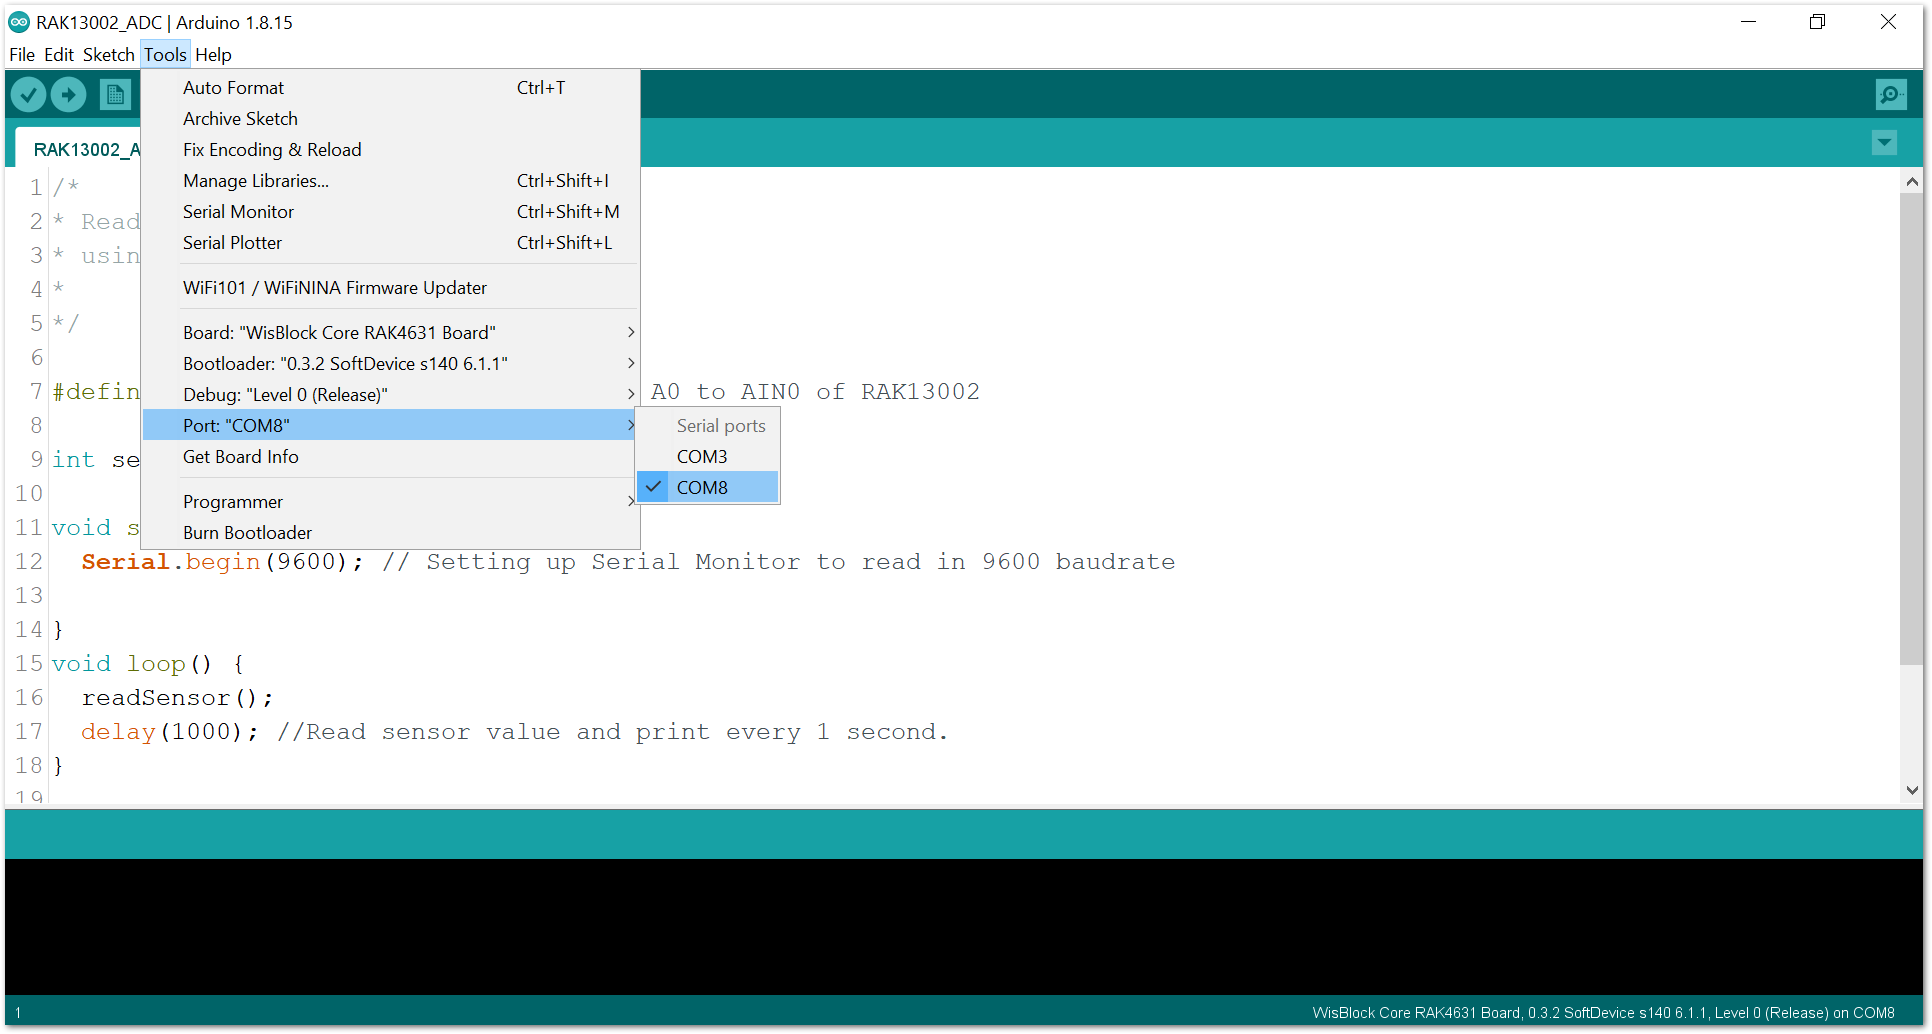 RAK13002_ADC | Arduino 1.8.15
File Edit Sketch Tools Help
RAK13002_A
Auto Format Ctrl+T
Archive Sketch
Fix Encoding & Reload
Manage Libraries... Ctrl+Shift+I
Serial Monitor Ctrl+Shift+M
Serial Plotter Ctrl+Shift+L
WiFi101 / WiFiNINA Firmware Updater
Board: "WisBlock Core RAK4631 Board"
Bootloader: "0.3.2 SoftDevice s140 6.1.1"
Debug: "Level 0 (Release)"
Port: "COM8"
Get Board Info
Programmer
Burn Bootloader
Serial ports
COM3
COM8
1 /*
2 * Read
3 * usin
4 *
5 */
6
7 #defin A0 to AIN0 of RAK13002
8
9 int se
10
11 void s
12 Serial.begin(9600); // Setting up Serial Monitor to read in 9600 baudrate
13
14 }
15 void loop() {
16 readSensor();
17 delay(1000); //Read sensor value and print every 1 second.
18 }
19
1 WisBlock Core RAK4631 Board, 0.3.2 SoftDevice s140 6.1.1, Level 0 (Release) on COM8